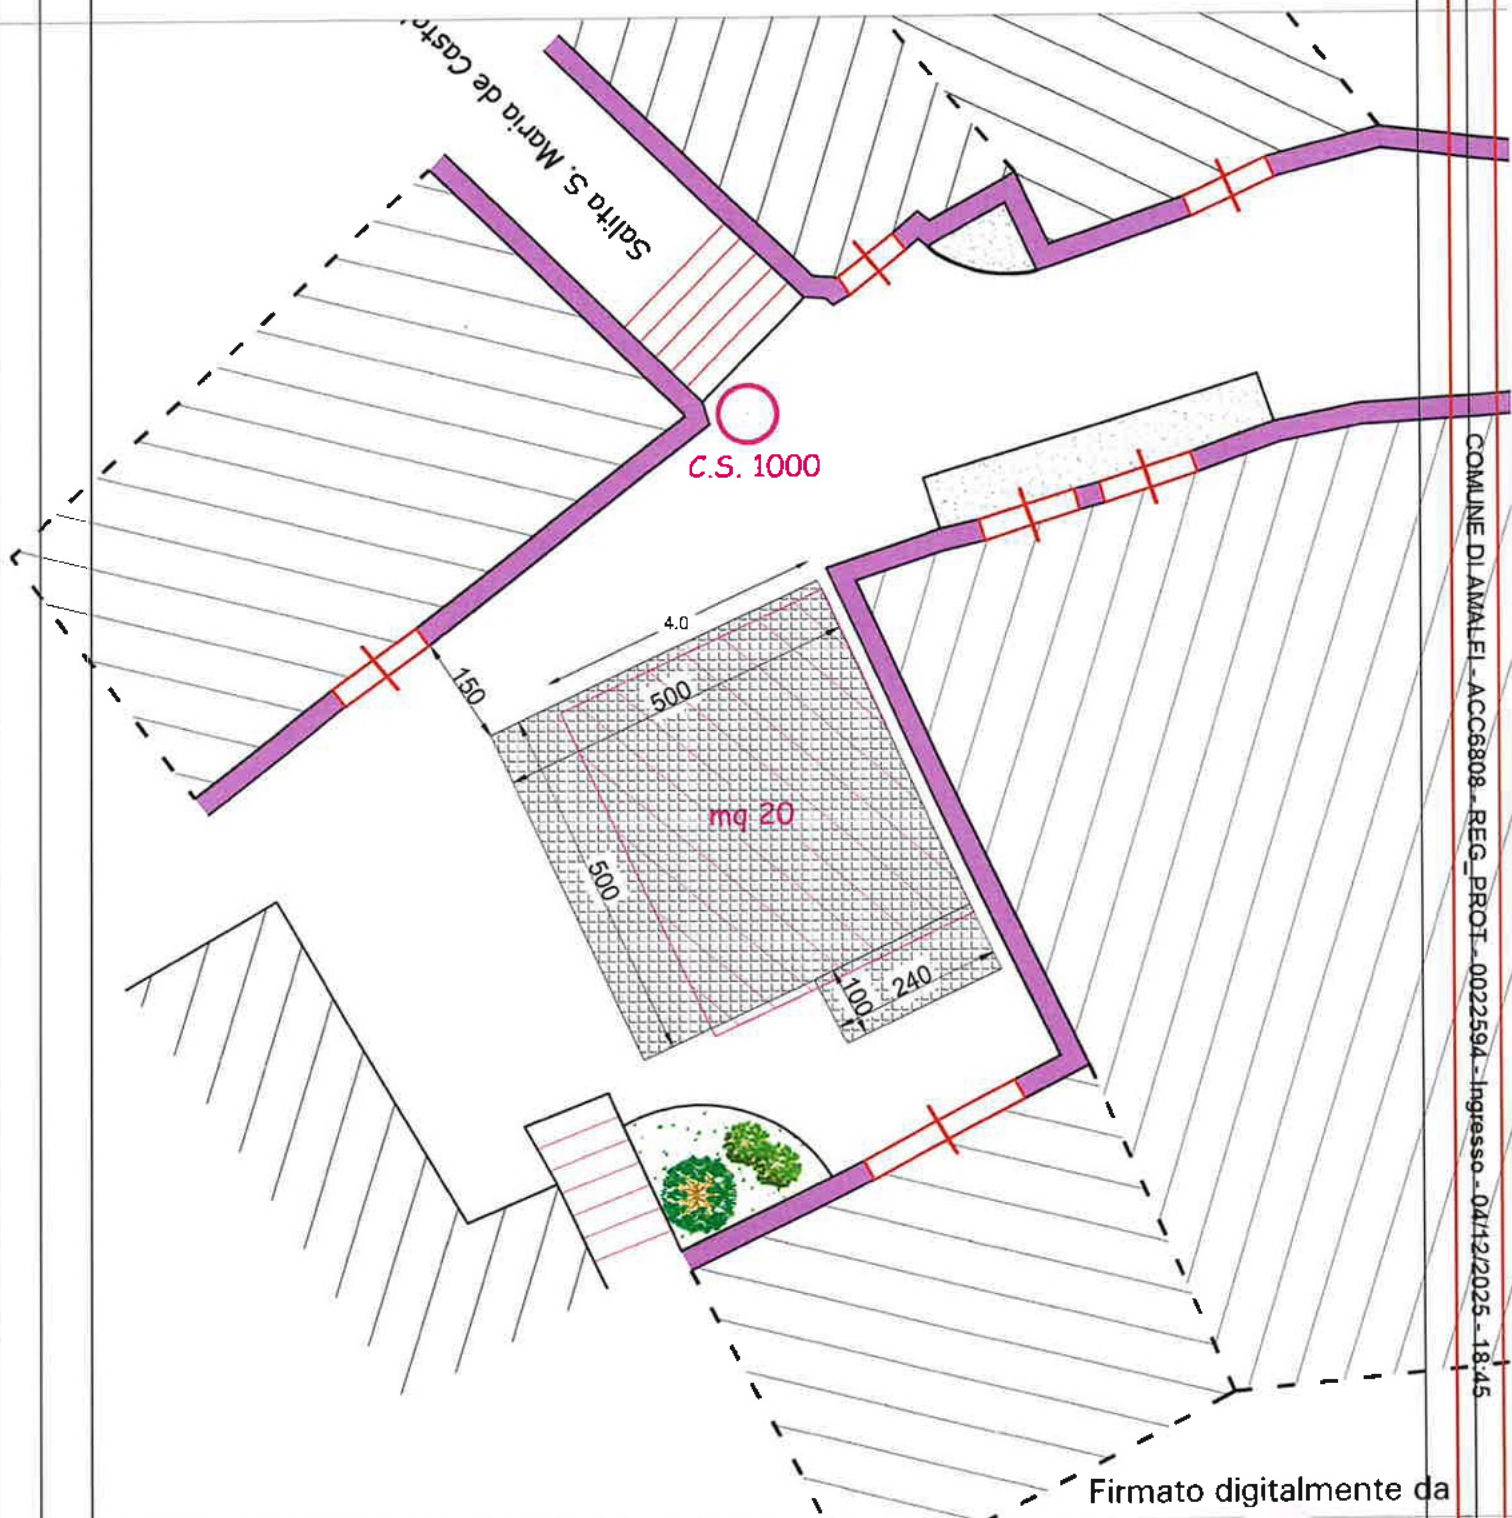 Salita S. Maria de Castro
C.S. 1000
4.0
150
500
mq 20
500
100
240
COMUNE DI AMALFI - ACC6808 - REG_PROT - 0022594 - Ingresso - 04/12/2025 - 18:45
Firmato digitalmente da